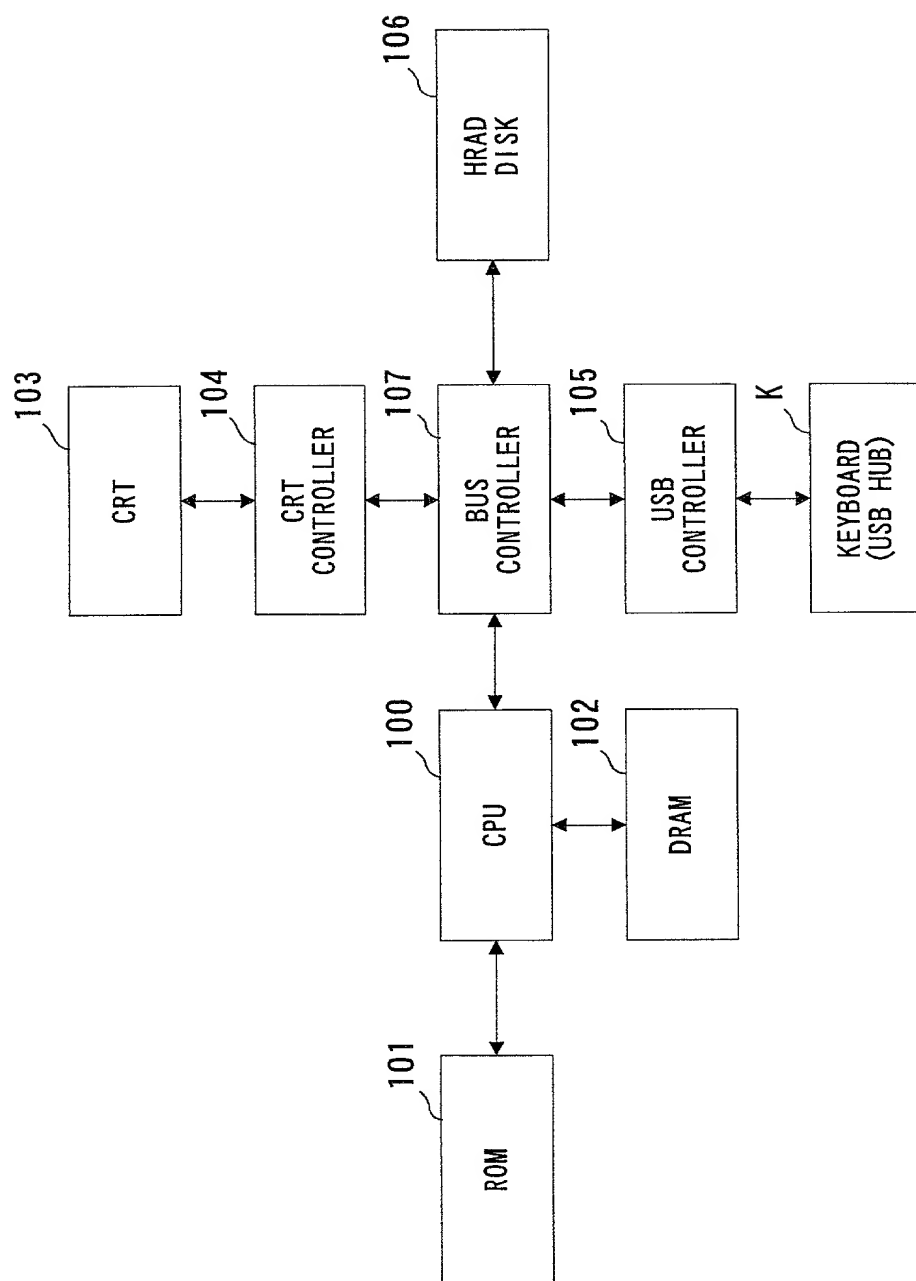 103
CRT
104
CRT
CONTROLLER
101
ROM
100
CPU
107
BUS
CONTROLLER
106
HRAD
DISK
102
DRAM
105
USB
CONTROLLER
K
KEYBOARD
(USB HUB)